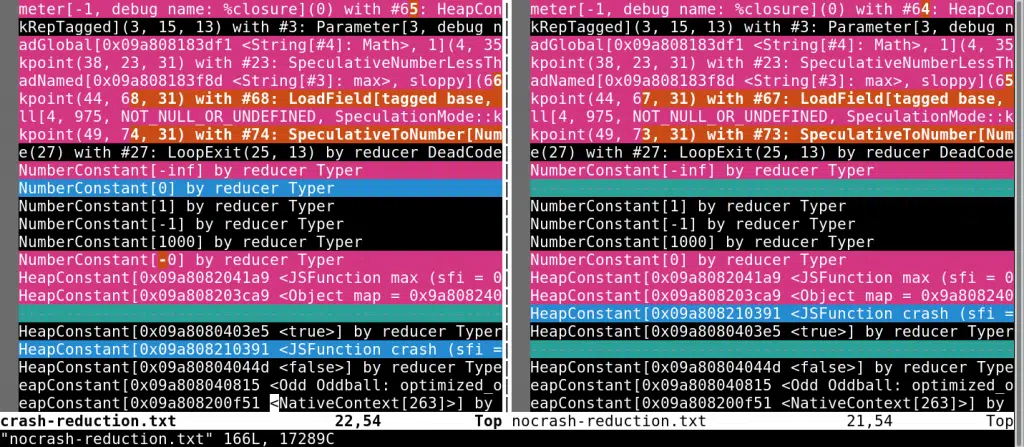 meter[-1, debug name: %closure](0) with #65: HeapCon
kRepTagged](3, 15, 13) with #3: Parameter[3, debug n
adGlobal[0x09a808183df1 <String[#4]: Math>, 1](4, 35
kpoint(38, 23, 31) with #23: SpeculativeNumberLessTh
adNamed[0x09a808183f8d <String[#3]: max>, sloppy](66
kpoint(44, 68, 31) with #68: LoadField[tagged base,
ll[4, 975, NOT_NULL_OR_UNDEFINED, SpeculationMode::k
kpoint(49, 74, 31) with #74: SpeculativeToNumber[Num
e(27) with #27: LoopExit(25, 13) by reducer DeadCode
NumberConstant[-inf] by reducer Typer
NumberConstant[0] by reducer Typer
NumberConstant[1] by reducer Typer
NumberConstant[-1] by reducer Typer
NumberConstant[1000] by reducer Typer
NumberConstant[-0] by reducer Typer
HeapConstant[0x09a8082041a9 <JSFunction max (sfi = 0
HeapConstant[0x09a808203ca9 <Object map = 0x9a808240
HeapConstant[0x09a8080403e5 <true>] by reducer Typer
HeapConstant[0x09a808210391 <JSFunction crash (sfi =
HeapConstant[0x09a80804044d <false>] by reducer Type
eapConstant[0x09a808040815 <Odd Oddball: optimized_o
eapConstant[0x09a808200f51 <NativeContext[263]>] by
crash-reduction.txt 22,54 Top
meter[-1, debug name: %closure](0) with #64: HeapCon
kRepTagged](3, 15, 13) with #3: Parameter[3, debug n
adGlobal[0x09a808183df1 <String[#4]: Math>, 1](4, 35
kpoint(38, 23, 31) with #23: SpeculativeNumberLessTh
adNamed[0x09a808183f8d <String[#3]: max>, sloppy](65
kpoint(44, 67, 31) with #67: LoadField[tagged base,
ll[4, 975, NOT_NULL_OR_UNDEFINED, SpeculationMode::k
kpoint(49, 73, 31) with #73: SpeculativeToNumber[Num
e(27) with #27: LoopExit(25, 13) by reducer DeadCode
NumberConstant[-inf] by reducer Typer
NumberConstant[1] by reducer Typer
NumberConstant[-1] by reducer Typer
NumberConstant[1000] by reducer Typer
NumberConstant[0] by reducer Typer
HeapConstant[0x09a8082041a9 <JSFunction max (sfi = 0
HeapConstant[0x09a808203ca9 <Object map = 0x9a808240
HeapConstant[0x09a808210391 <JSFunction crash (sfi =
HeapConstant[0x09a8080403e5 <true>] by reducer Typer
HeapConstant[0x09a80804044d <false>] by reducer Type
eapConstant[0x09a808040815 <Odd Oddball: optimized_o
eapConstant[0x09a808200f51 <NativeContext[263]>] by
nocrash-reduction.txt 21,54 Top
"nocrash-reduction.txt" 166L, 17289C